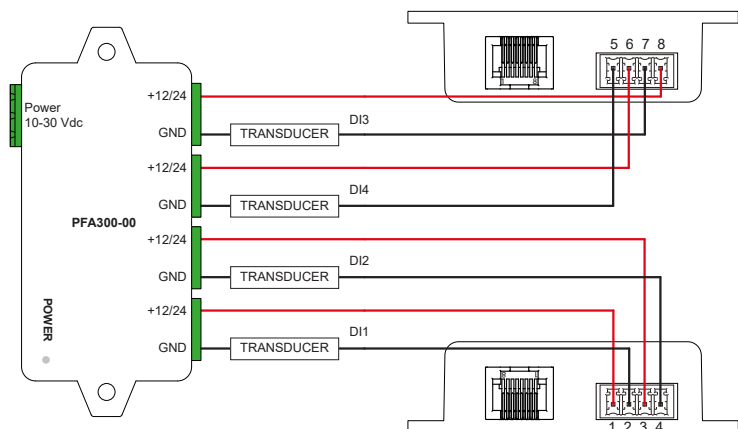 5 6 7 8
Power
10-30 Vdc
+12/24
DI3
GND
TRANSDUCER
+12/24
DI4
GND
TRANSDUCER
PFA300-00
+12/24
DI2
GND
TRANSDUCER
+12/24
POWER
DI1
GND
TRANSDUCER
1 2 3 4